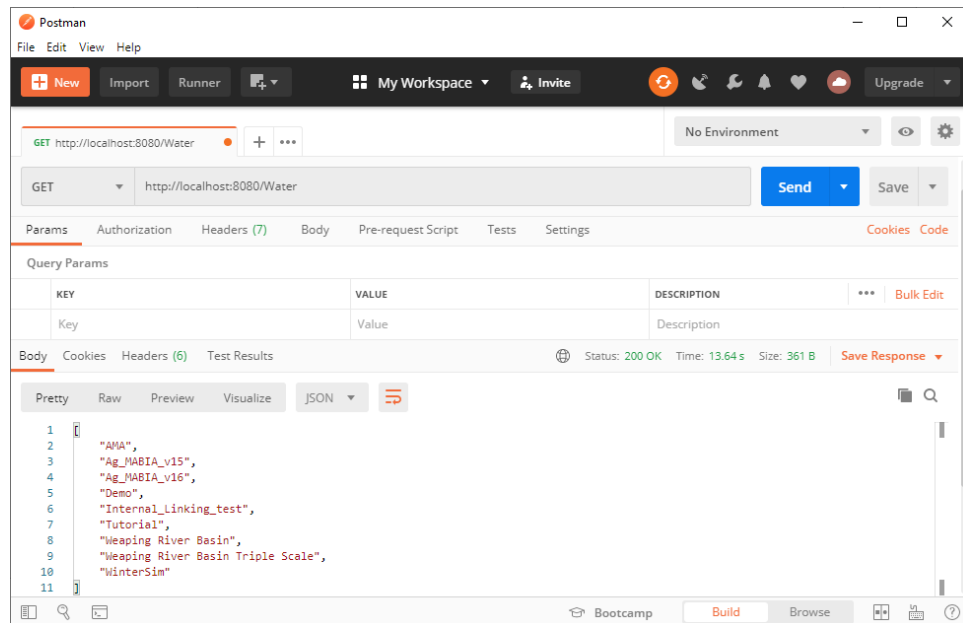 Postman
File Edit View Help
New Import Runner My Workspace Invite Upgrade
GET http://localhost:8080/Water No Environment
GET http://localhost:8080/Water Send Save
Params Authorization Headers (7) Body Pre-request Script Tests Settings Cookies Code
Query Params
KEY VALUE DESCRIPTION Bulk Edit
Key Value Description
Body Cookies Headers (6) Test Results Status: 200 OK Time: 13.64 s Size: 361 B Save Response
Pretty Raw Preview Visualize JSON
1 [
2 "AMA",
3 "Ag_MABIA_v15",
4 "Ag_MABIA_v16",
5 "Demo",
6 "Internal_Linking_test",
7 "Tutorial",
8 "Weaping River Basin",
9 "Weaping River Basin Triple Scale",
10 "WinterSim"
11 ]
Bootcamp Build Browse